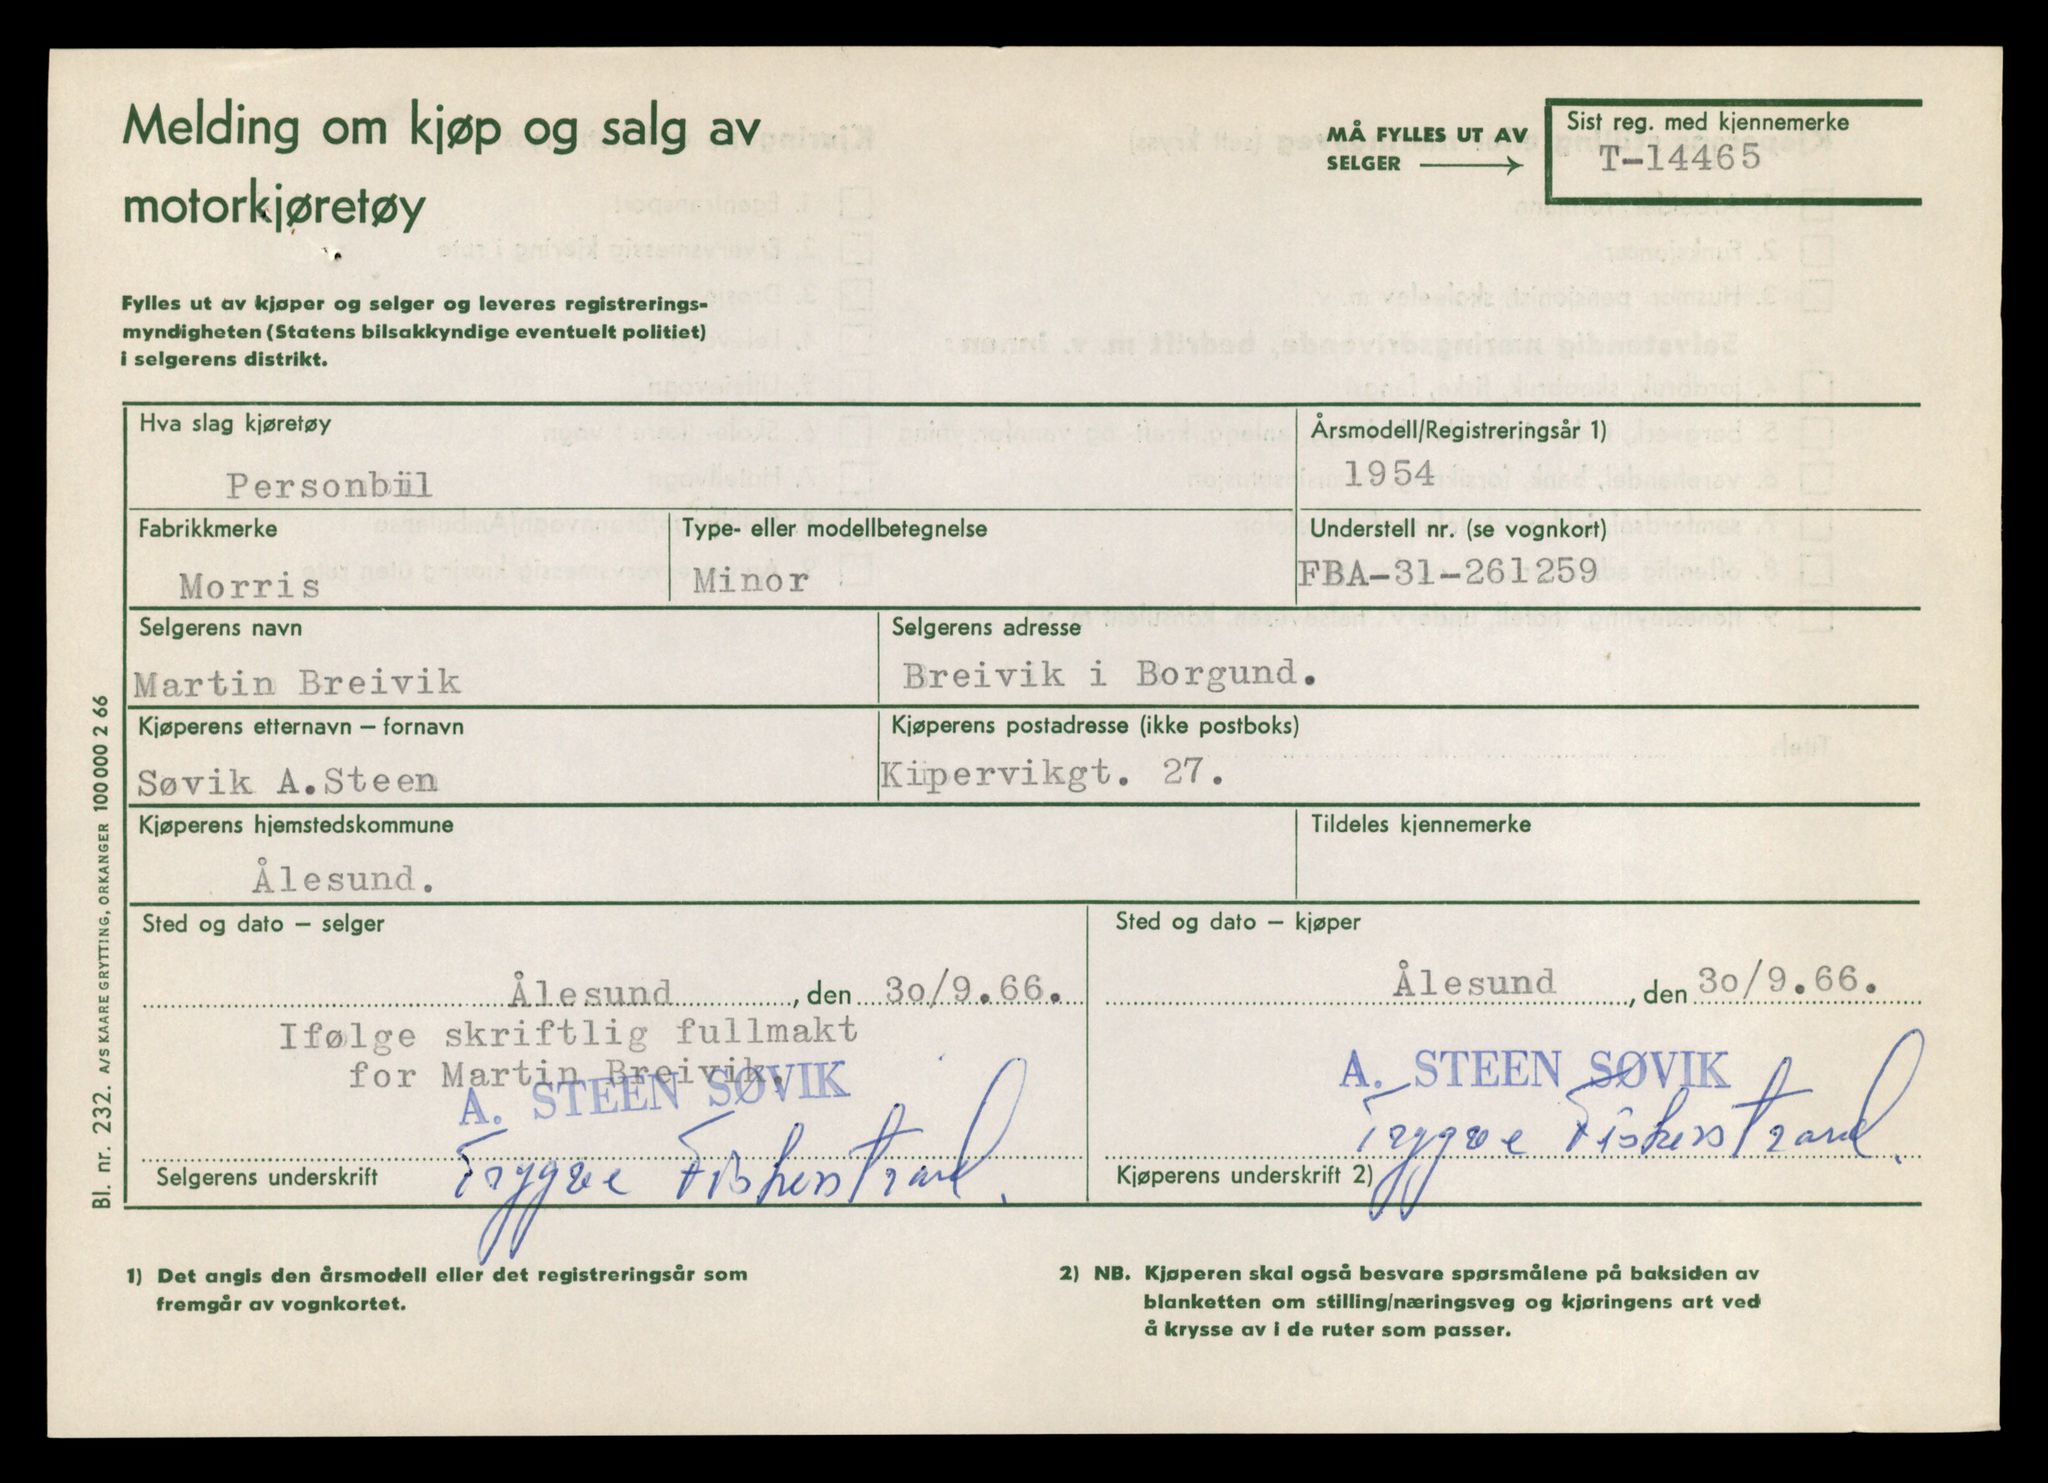 Melding om kjøp og salg av
motorkjøretøy
MÅ FYLLES UT AV
SELGER
Sist reg. med kjennemerke
T-14465
Fylles ut av kjøper og selger og leveres registrerings-
myndigheten (Statens bilsakkyndige eventuelt politiet)
i selgerens distrikt.
Hva slag kjøretøy
Personbil
Årsmodell/Registreringsår 1)
1954
Fabrikkmerke
Morris
Type- eller modellbetegnelse
Minor
Understell nr. (se vognkort)
FBA-31-261259
Selgerens navn
Martin Breivik
Selgerens adresse
Breivik i Borgund.
Kjøperens etternavn – fornavn
Søvik A.Steen
Kjøperens postadresse (ikke postboks)
Kipervikgt. 27.
Kjøperens hjemstedskommune
Ålesund.
Tildeles kjennemerke
Sted og dato – selger
Ålesund, den 30/9.66.
Ifølge skriftlig fullmakt
for Martin Breivik.
A. STEEN SØVIK
Tryggve Fiskerstrand.
Selgerens underskrift
Sted og dato – kjøper
Ålesund, den 30/9.66.
A. STEEN SØVIK
Tryggve Fiskerstrand.
Kjøperens underskrift 2)
1) Det angis den årsmodell eller det registreringsår som
fremgår av vognkortet.
2) NB. Kjøperen skal også besvare spørsmålene på baksiden av
blanketten om stilling/næringsveg og kjøringens art ved
å krysse av i de ruter som passer.
Bl. nr. 232. A/S KAARE GRYTTING, ORKANGER 100 000 2 66